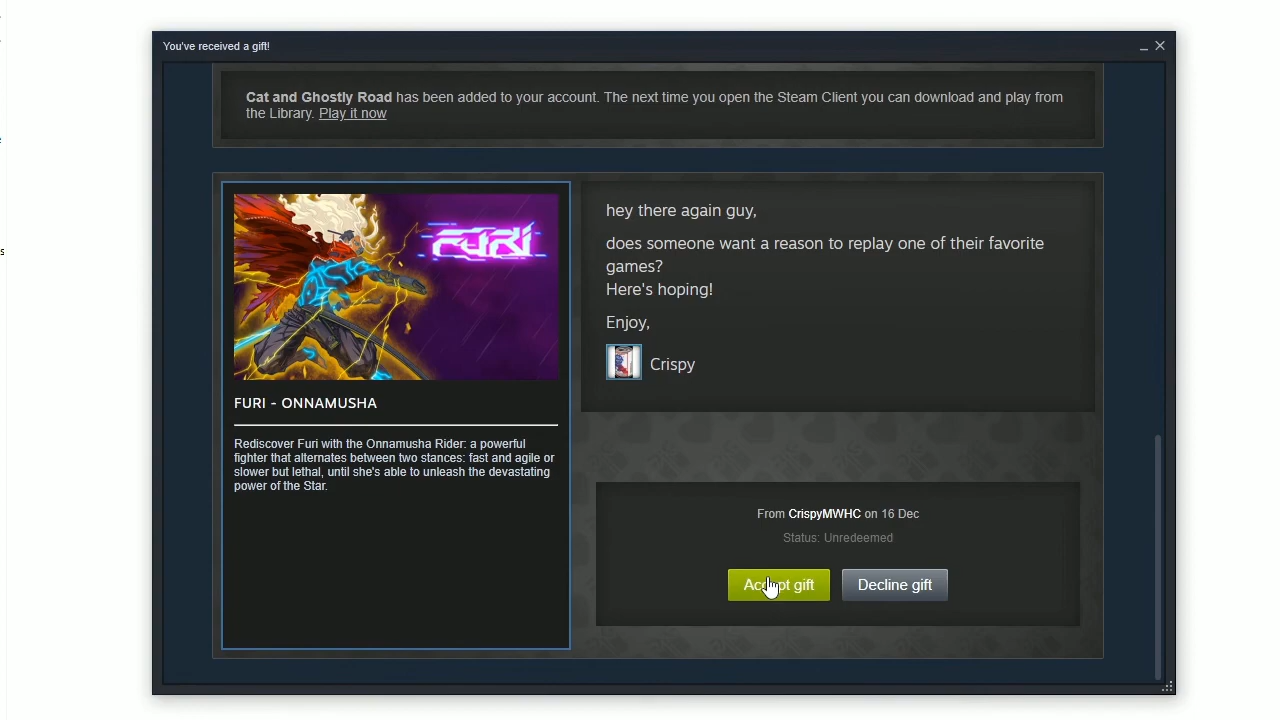 You've received a gift!
Cat and Ghostly Road has been added to your account. The next time you open the Steam Client you can download and play from
the Library. Play it now
FURI
FURI - ONNAMUSHA
Rediscover Furi with the Onnamusha Rider: a powerful
fighter that alternates between two stances: fast and agile or
slower but lethal, until she's able to unleash the devastating
power of the Star.
hey there again guy,
does someone want a reason to replay one of their favorite
games?
Here's hoping!
Enjoy,
Crispy
From CrispyMWHC on 16 Dec
Status: Unredeemed
Accept gift
Decline gift